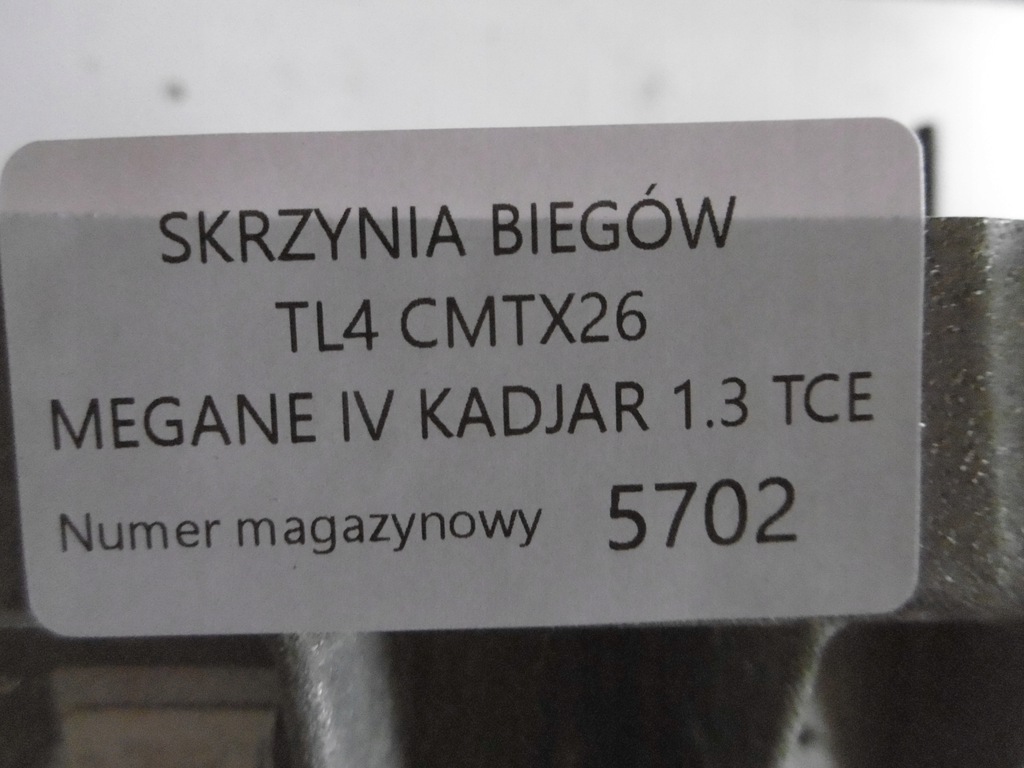 SKRZYNIA BIEGÓW
TL4 CMTX26
MEGANE IV KADJAR 1.3 TCE
Numer magazynowy 5702